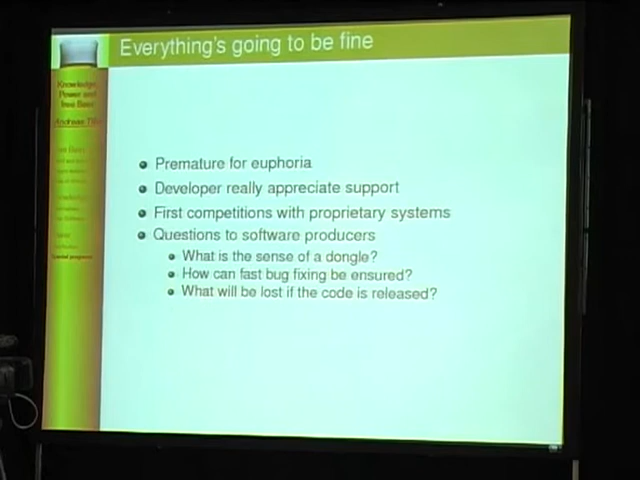 Everything's going to be fine
Knowledge,
Power and
free Beer
Andreas
Premature for euphoria
Developer really appreciate support
First competitions with proprietary systems
Questions to software producers
What is the sense of a dongle?
How can fast bug fixing be ensured?
What will be lost if the code is released?